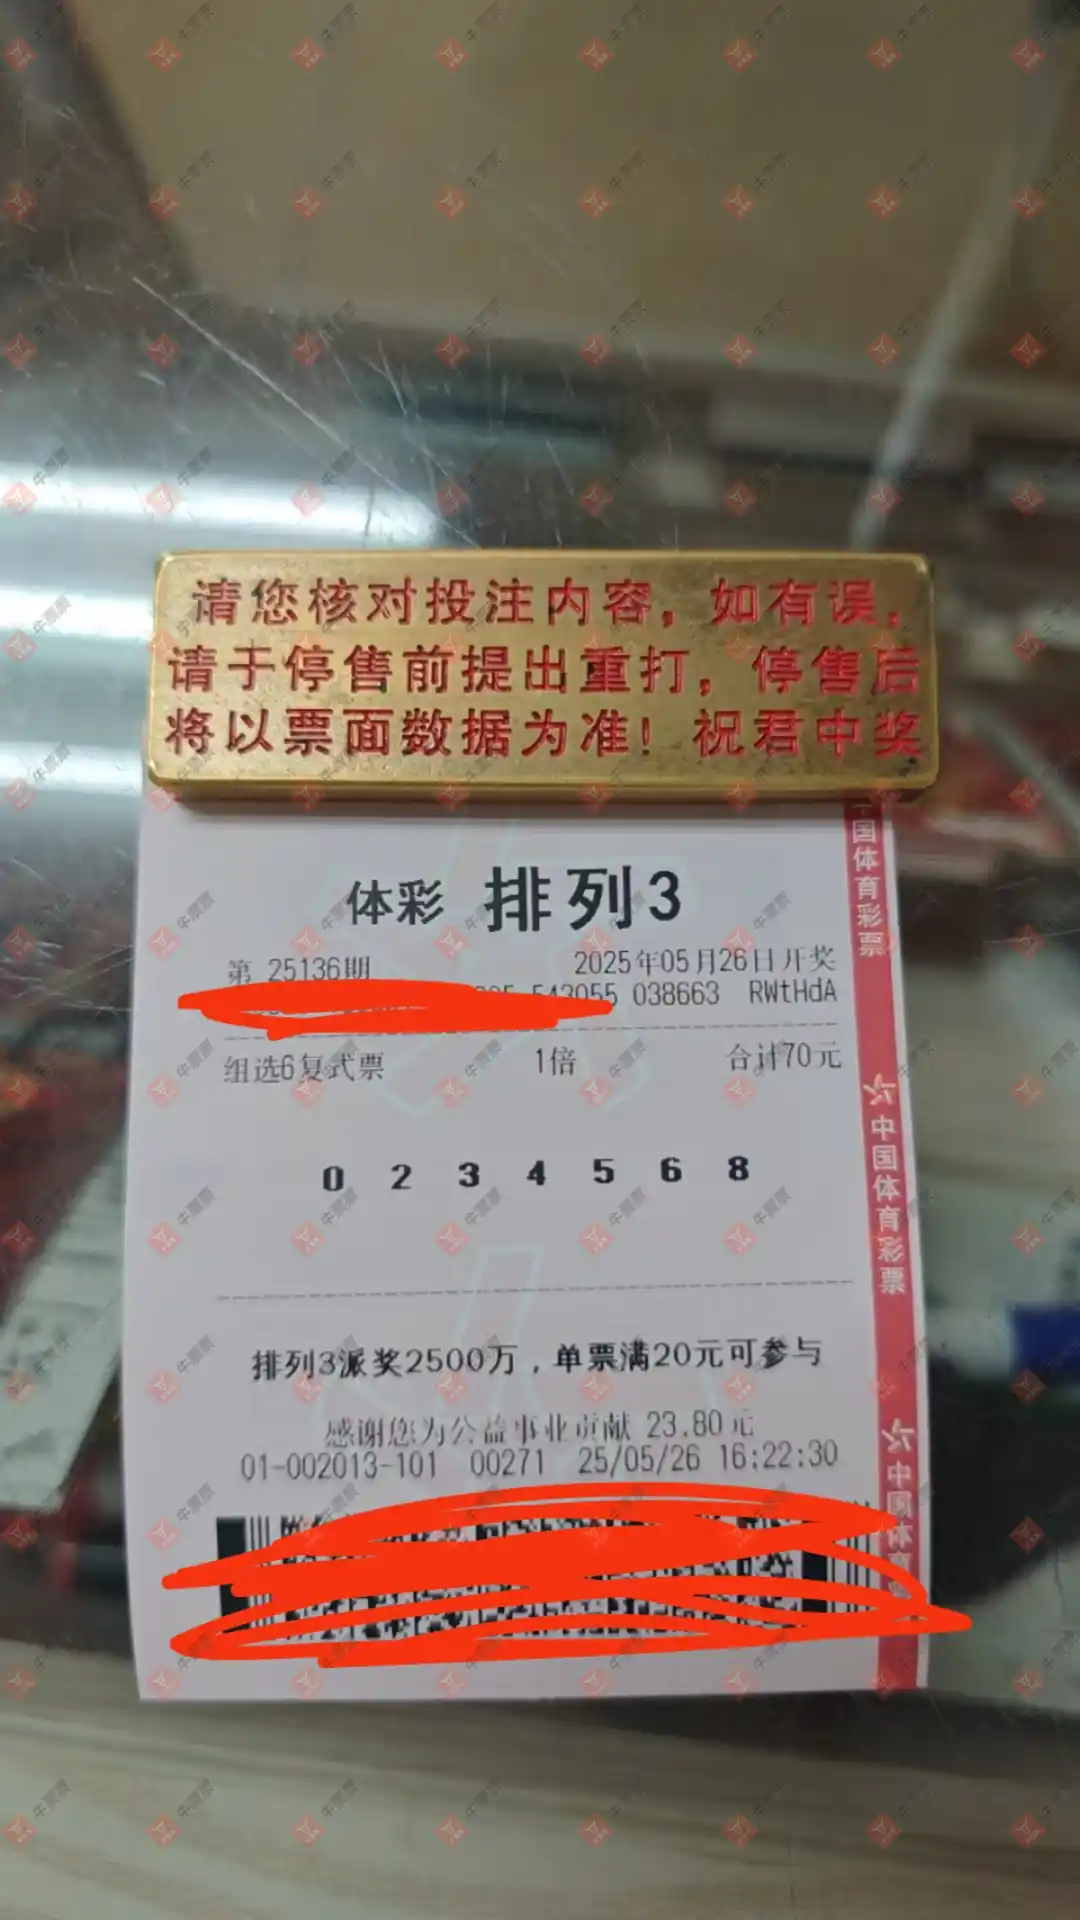 请您核对投注内容，如有误，
请于停售前提出重打，停售后
将以票面数据为准！祝君中奖
体彩 排列3
第 25136期 2025年05月26日开奖
543055 038663 RWtHdA
组选6复式票 1倍 合计70元
0 2 3 4 5 6 8
排列3派奖2500万，单票满20元可参与
感谢您为公益事业贡献 23.80元
01-002013-101 00271 25/05/26 16:22:30
中国体育彩票
中国体育彩票
中国体育
牛票票